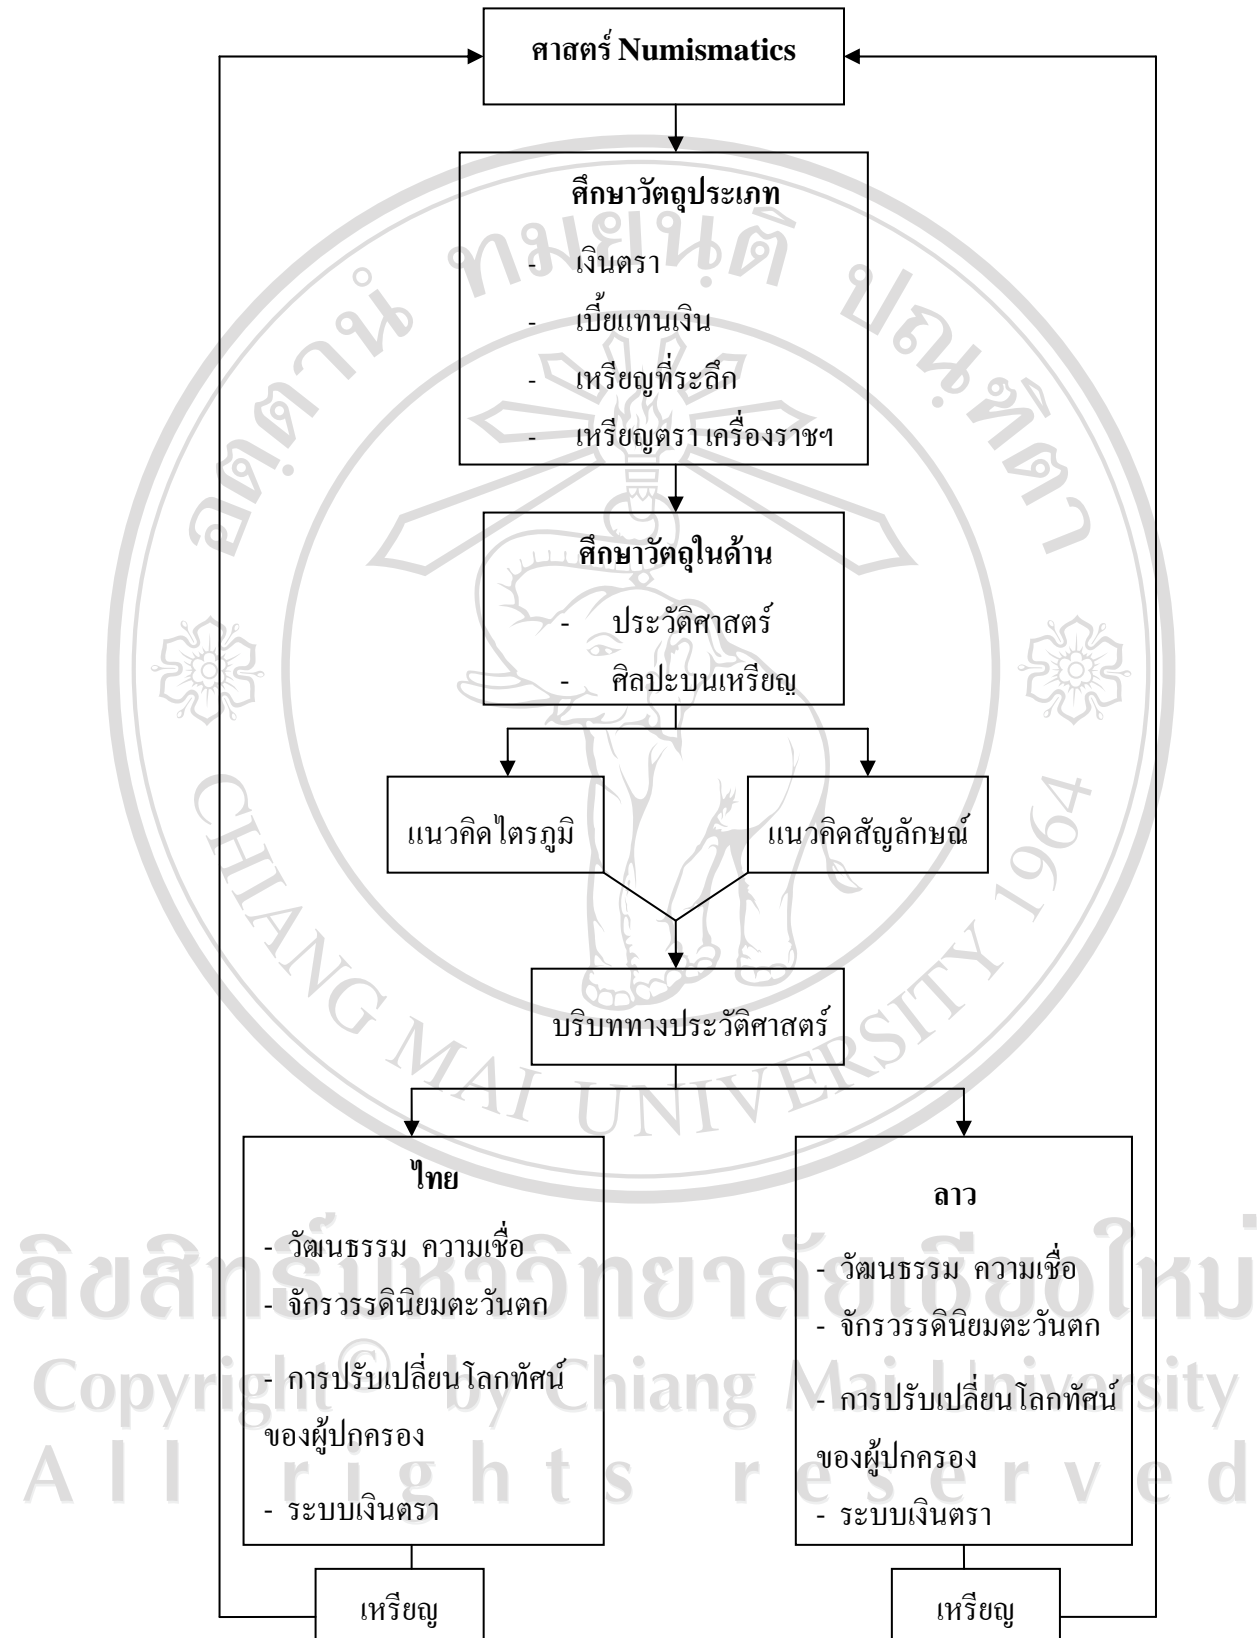 ศาสตร์ Numismatics
ศึกษาวัตถุประเภท
- เงินตรา
- เบี้ยแทนเงิน
- เหรียญที่ระลึก
- เหรียญตรา เครื่องราชฯ
ศึกษาวัตถุในด้าน
- ประวัติศาสตร์
- ศิลปะบนเหรียญ
แนวคิดไตรภูมิ
แนวคิดสัญลักษณ์
บริบททางประวัติศาสตร์
ไทย
- วัฒนธรรม ความเชื่อ
- จักรวรรดินิยมตะวันตก
- การปรับเปลี่ยนโลกทัศน์
ของผู้ปกครอง
- ระบบเงินตรา
เหรียญ
ลาว
- วัฒนธรรม ความเชื่อ
- จักรวรรดินิยมตะวันตก
- การปรับเปลี่ยนโลกทัศน์
ของผู้ปกครอง
- ระบบเงินตรา
เหรียญ
อตฺตานํ ทมยนฺติ ปณฺฑิตา
CHIANG MAI UNIVERSITY 1964
ลิขสิทธิ์มหาวิทยาลัยเชียงใหม่
Copyright© by Chiang Mai University
All rights reserved